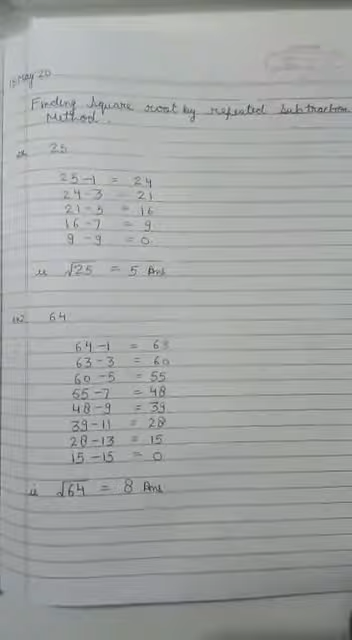 May 20
Finding square root by repeated subtraction
Method.
25
25-1 = 24
24-3 21
21-5 = 16
16-7 = 9
9-9 = 0
√25 = 5 Ans
64
64-1 = 63
63-3 = 60
60-5 = 55
55-7 = 48
48-9 = 39
39-11 = 28
28-13 = 15
15-15 = 0
√64 = 8 Ans